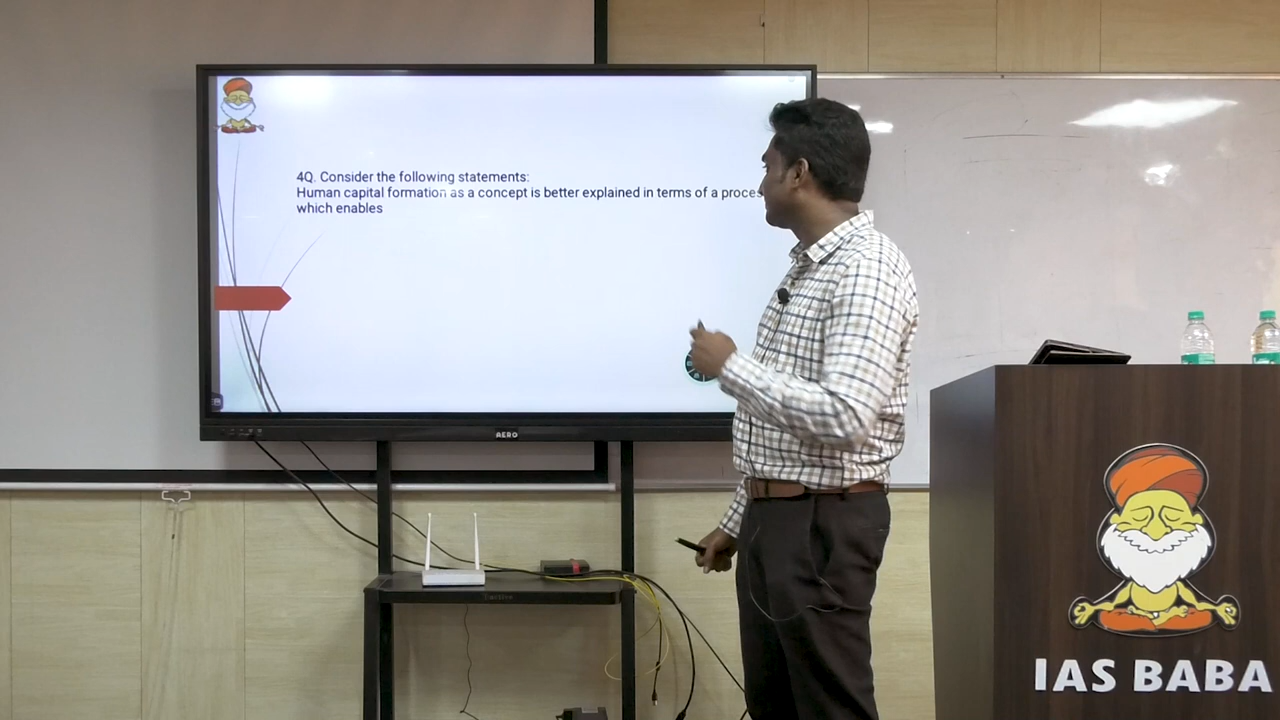 4Q. Consider the following statements:
Human capital formation as a concept is better explained in terms of a proces
which enables
AERO
IAS BABA